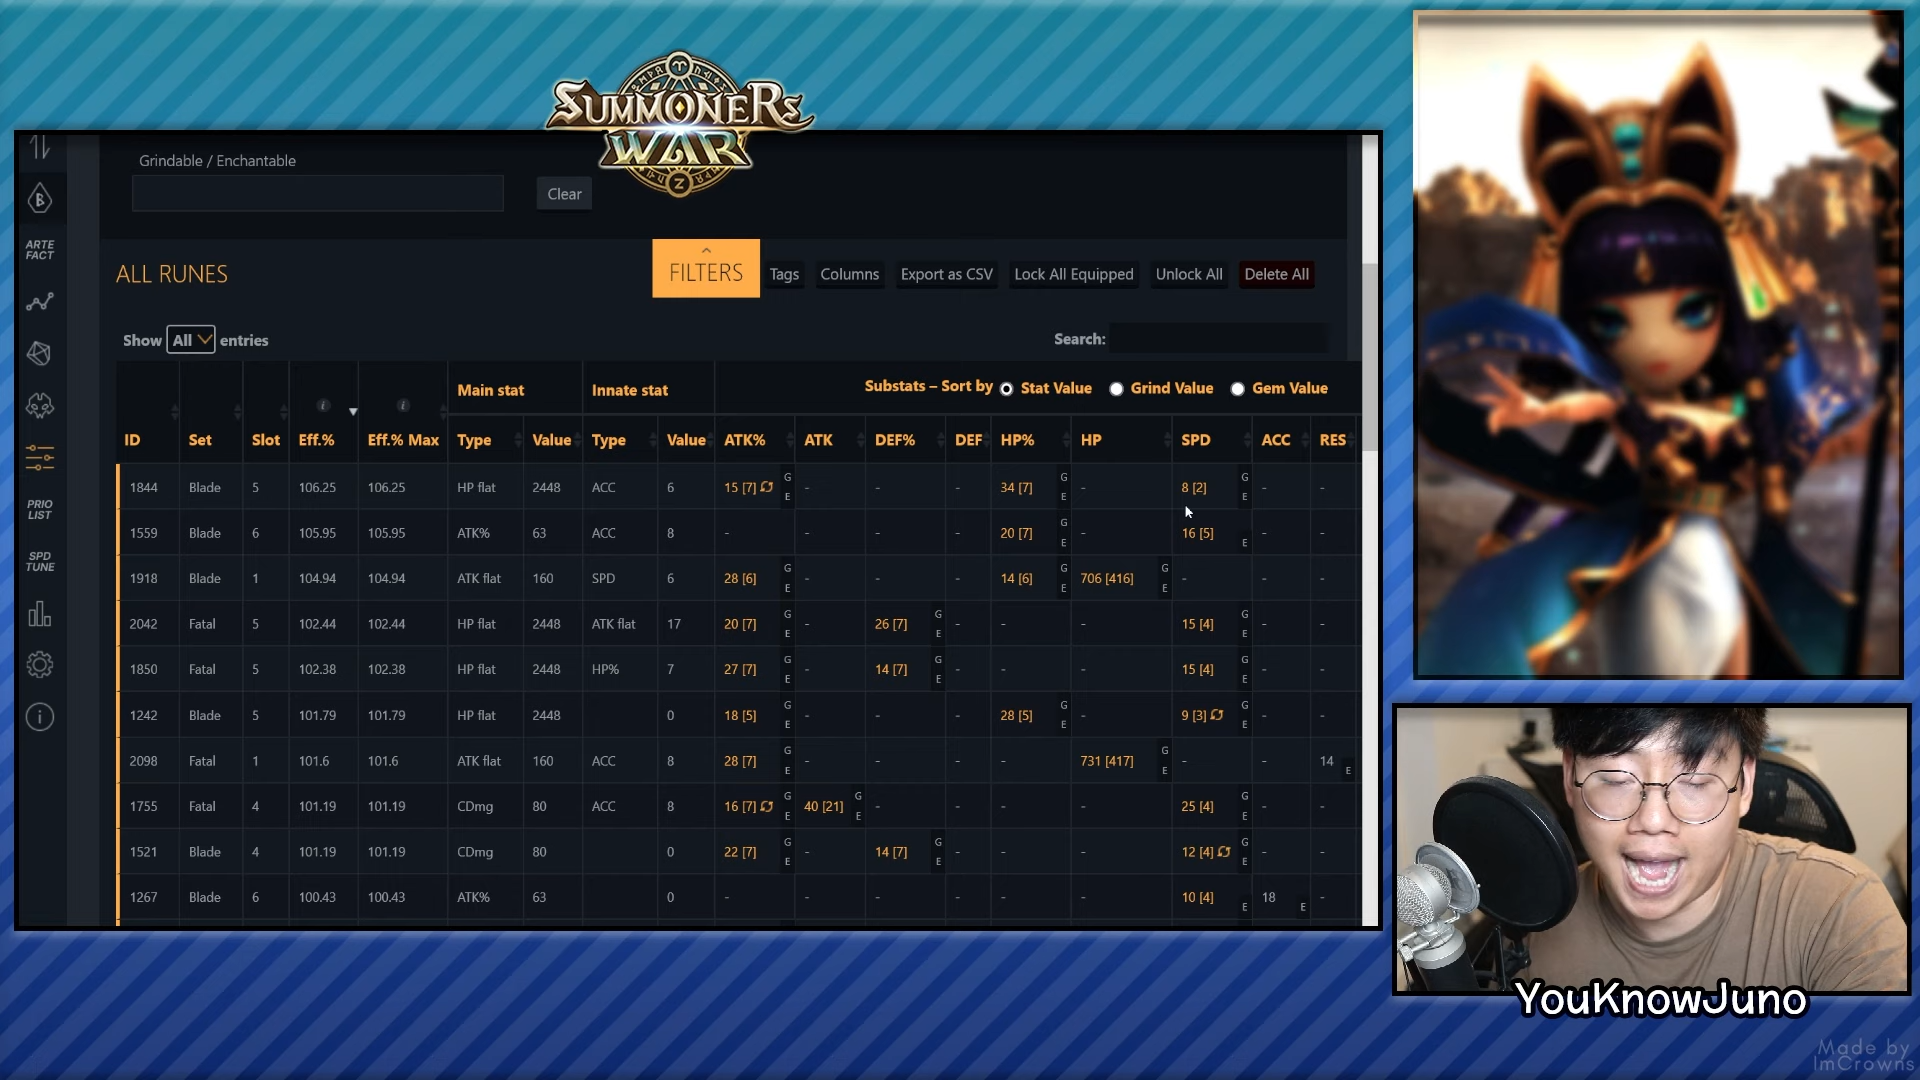 SUMMONERS
WAR
Grindable / Enchantable
Clear
ARTE
FACT
ALL RUNES
FILTERS
Tags
Columns
Export as CSV
Lock All Equipped
Unlock All
Delete All
Show All entries
Search:
Main stat Innate stat Substats – Sort by Stat Value Grind Value Gem Value
ID Set Slot Eff.% Eff.% Max Type Value Type Value ATK% ATK DEF% DEF HP% HP SPD ACC RES
1844 Blade 5 106.25 106.25 HP flat 2448 ACC 6 15 [7] G E - - - 34 [7] G E - 8 [2] G E - -
1559 Blade 6 105.95 105.95 ATK% 63 ACC 8 - - - - 20 [7] G E - 16 [5] E - -
1918 Blade 1 104.94 104.94 ATK flat 160 SPD 6 28 [6] G E - - - 14 [6] G E 706 [416] G E - - -
2042 Fatal 5 102.44 102.44 HP flat 2448 ATK flat 17 20 [7] G E - 26 [7] G E - - - 15 [4] G E - -
1850 Fatal 5 102.38 102.38 HP flat 2448 HP% 7 27 [7] G E - 14 [7] G E - - - 15 [4] G E - -
1242 Blade 5 101.79 101.79 HP flat 2448 0 18 [5] G E - - - 28 [5] G E - 9 [3] G E - -
2098 Fatal 1 101.6 101.6 ATK flat 160 ACC 8 28 [7] G E - - - - 731 [417] G E - - 14 E
1755 Fatal 4 101.19 101.19 CDmg 80 ACC 8 16 [7] G E 40 [21] G E - - - - 25 [4] G E - -
1521 Blade 4 101.19 101.19 CDmg 80 0 22 [7] G E - 14 [7] G E - - - 12 [4] G E - -
1267 Blade 6 100.43 100.43 ATK% 63 0 - - - - - - 10 [4] E 18 E -
PRIO
LIST
SPD
TUNE
YouKnowJuno
Made by
ImCrowns